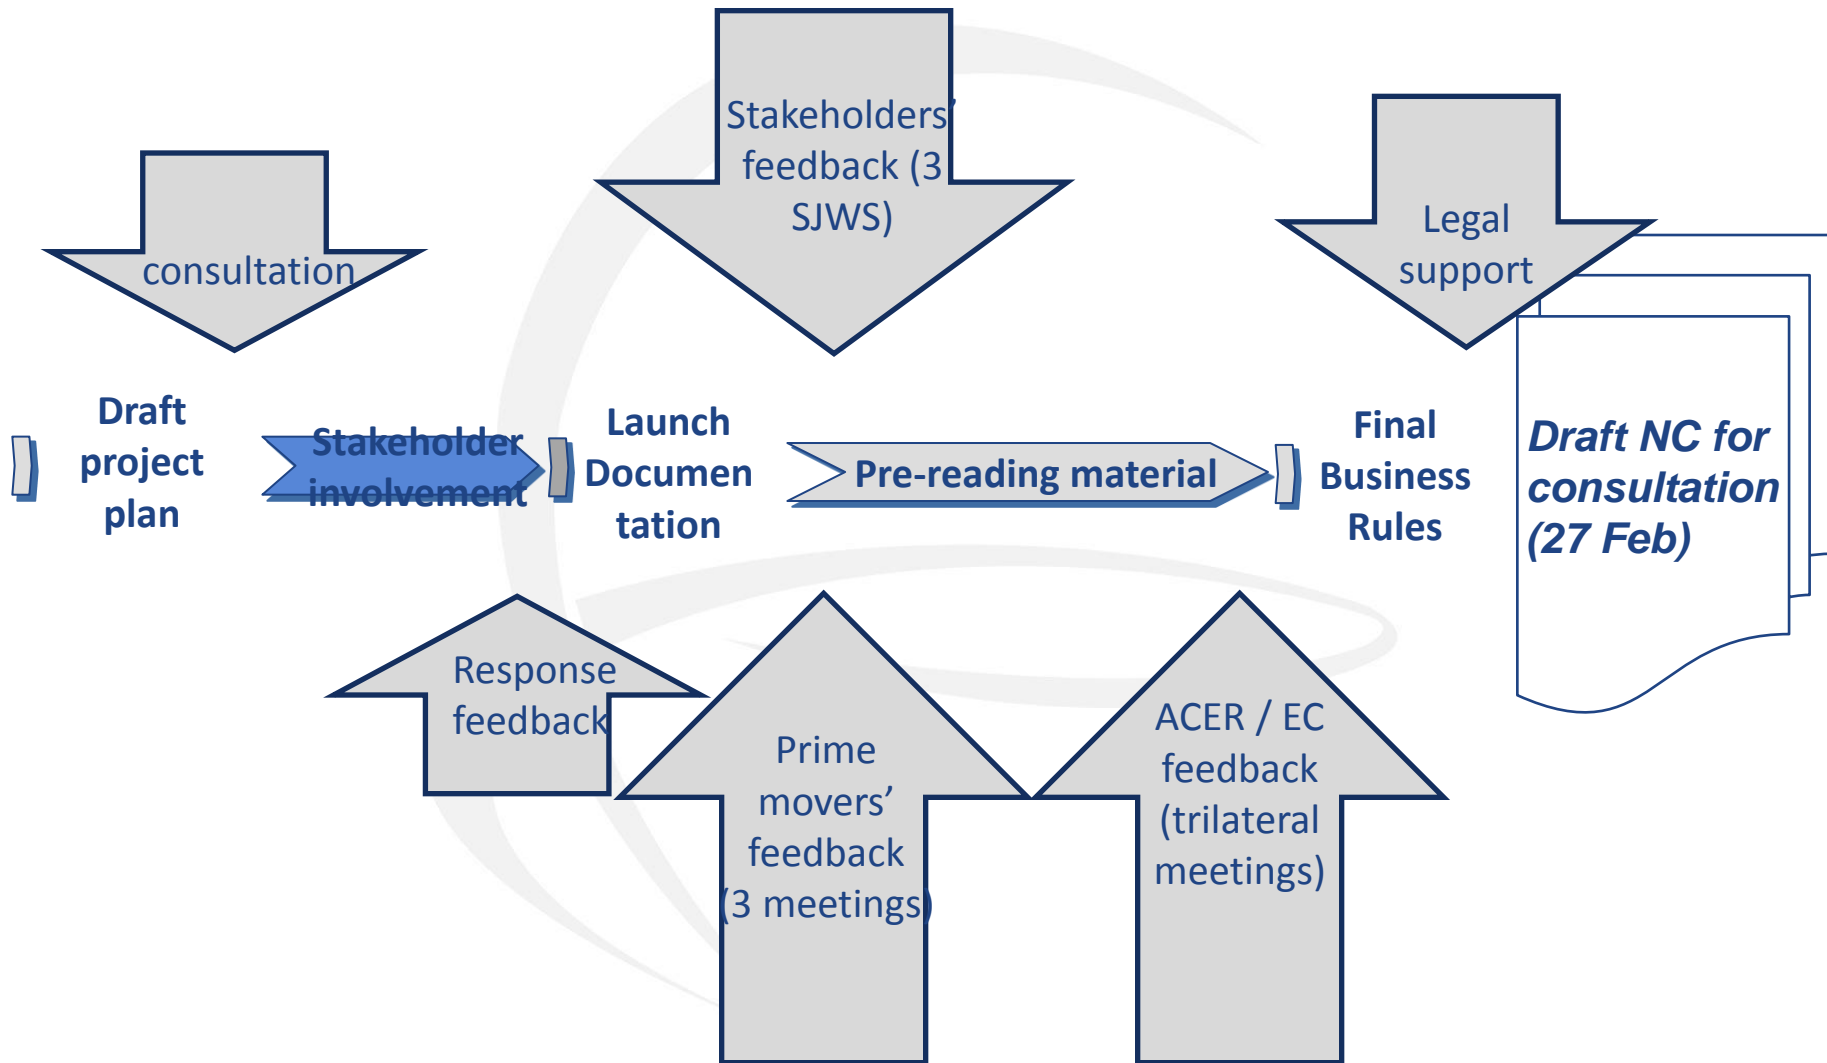 consultation
Stakeholders’
feedback (3
SJWS)
Legal
support
Draft
project
plan
Stakeholder
involvement
Launch
Documen
tation
Pre-reading material
Final
Business
Rules
Draft NC for
consultation
(27 Feb)
Response
feedback
Prime
movers’
feedback
(3 meetings)
ACER / EC
feedback
(trilateral
meetings)